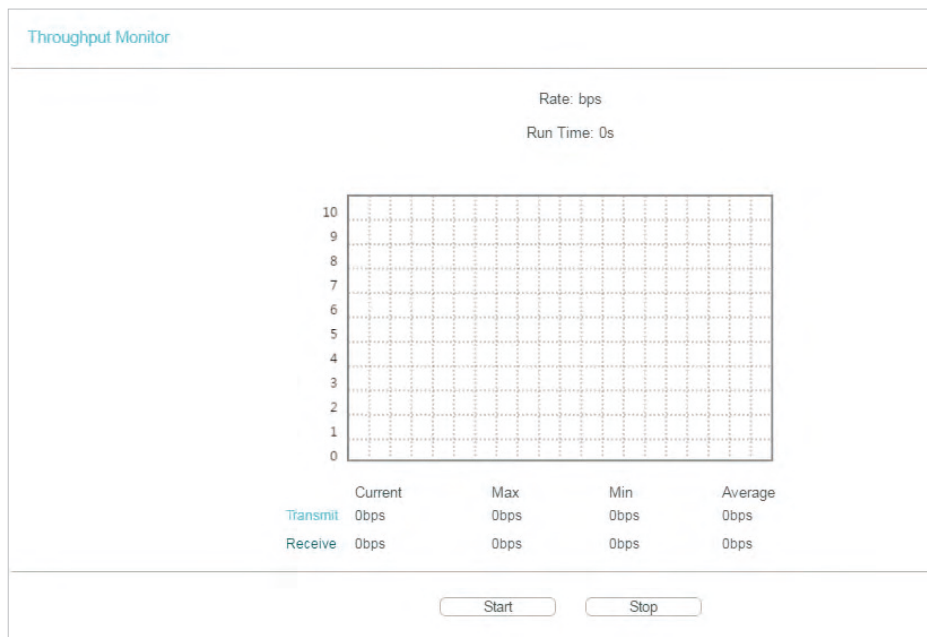 Throughput Monitor
Rate: bps
Run Time: 0s
10
9
8
7
6
5
4
3
2
1
0
Current Max Min Average
Transmit 0bps 0bps 0bps 0bps
Receive 0bps 0bps 0bps 0bps
Start Stop